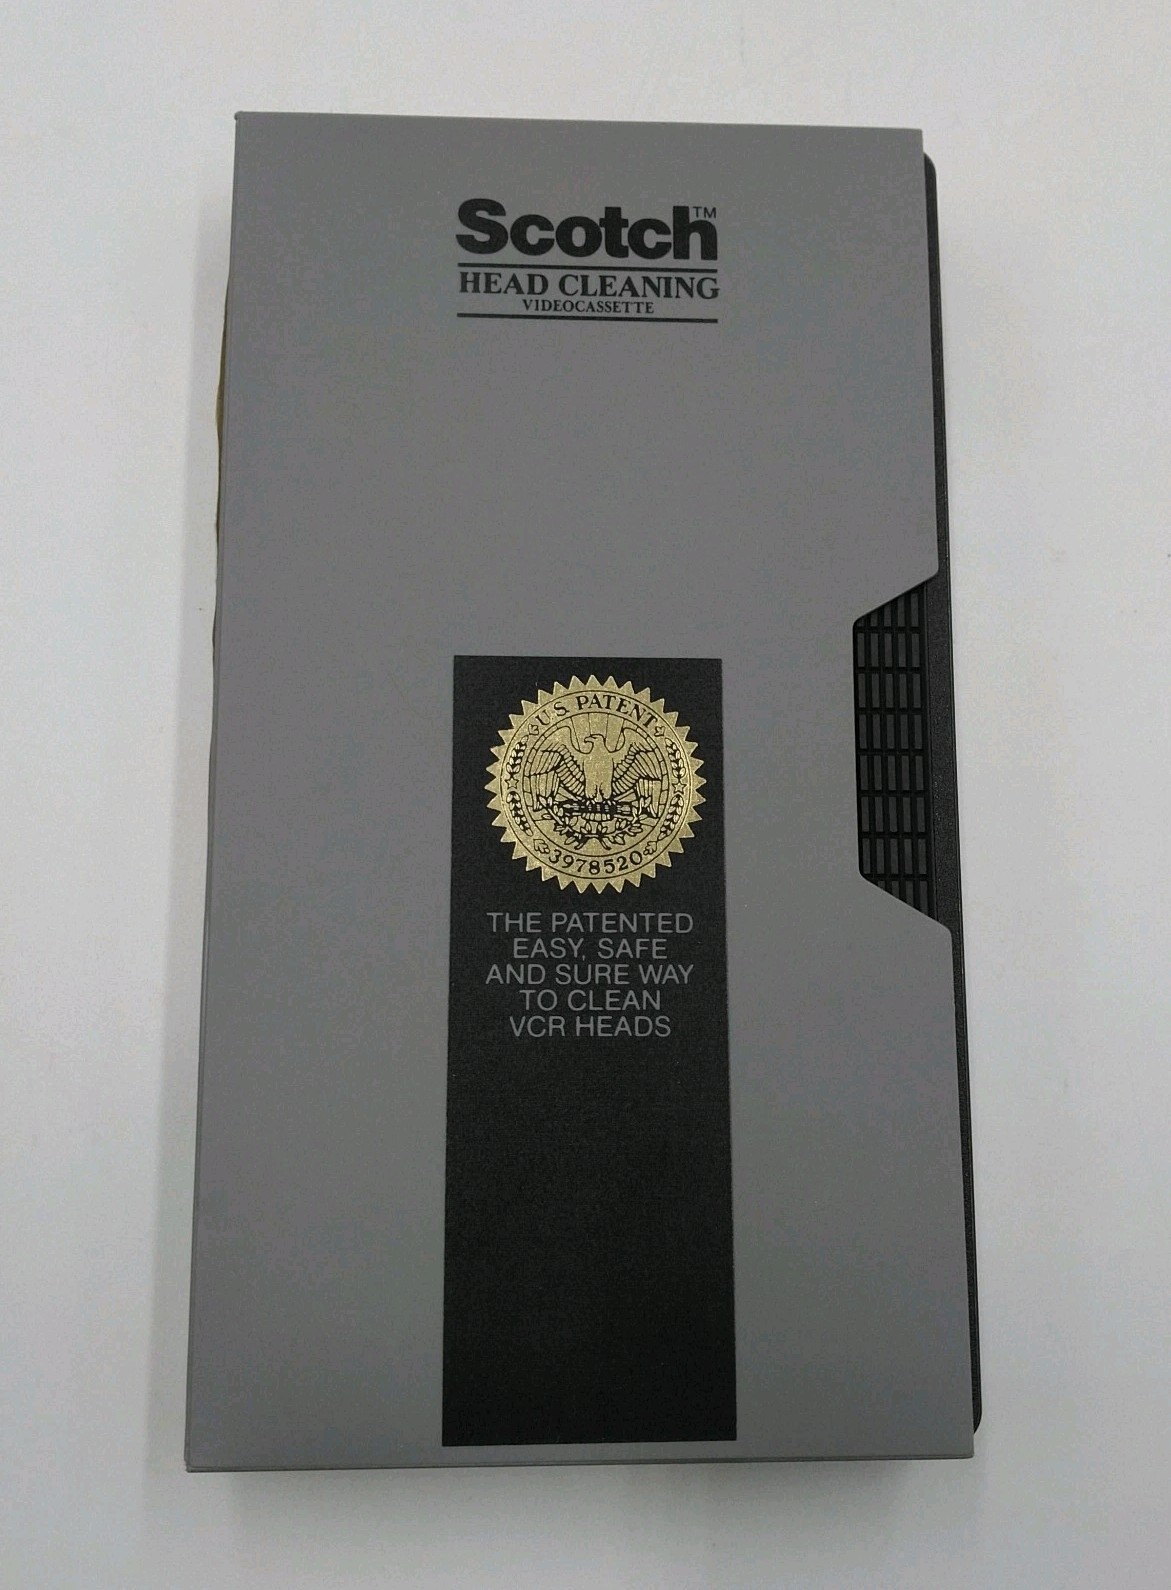 Scotch™
HEAD CLEANING
VIDEOCASSETTE
U.S. PATENT
3978520
THE PATENTED
EASY, SAFE
AND SURE WAY
TO CLEAN
VCR HEADS